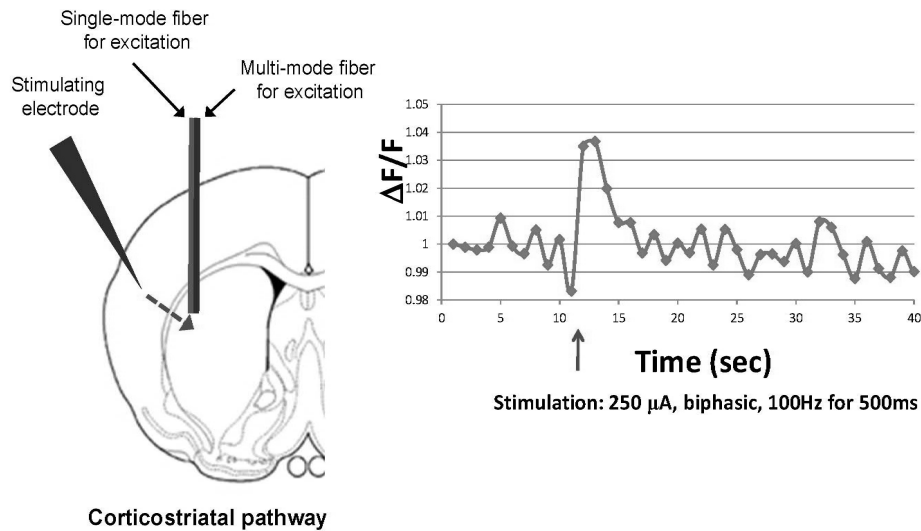 Single-mode fiber
for excitation
Multi-mode fiber
for excitation
Stimulating
electrode
Corticostriatal pathway
ΔF/F
1.05
1.04
1.03
1.02
1.01
1
0.99
0.98
0 5 10 15 20 25 30 35 40
Time (sec)
Stimulation: 250 μA, biphasic, 100Hz for 500ms